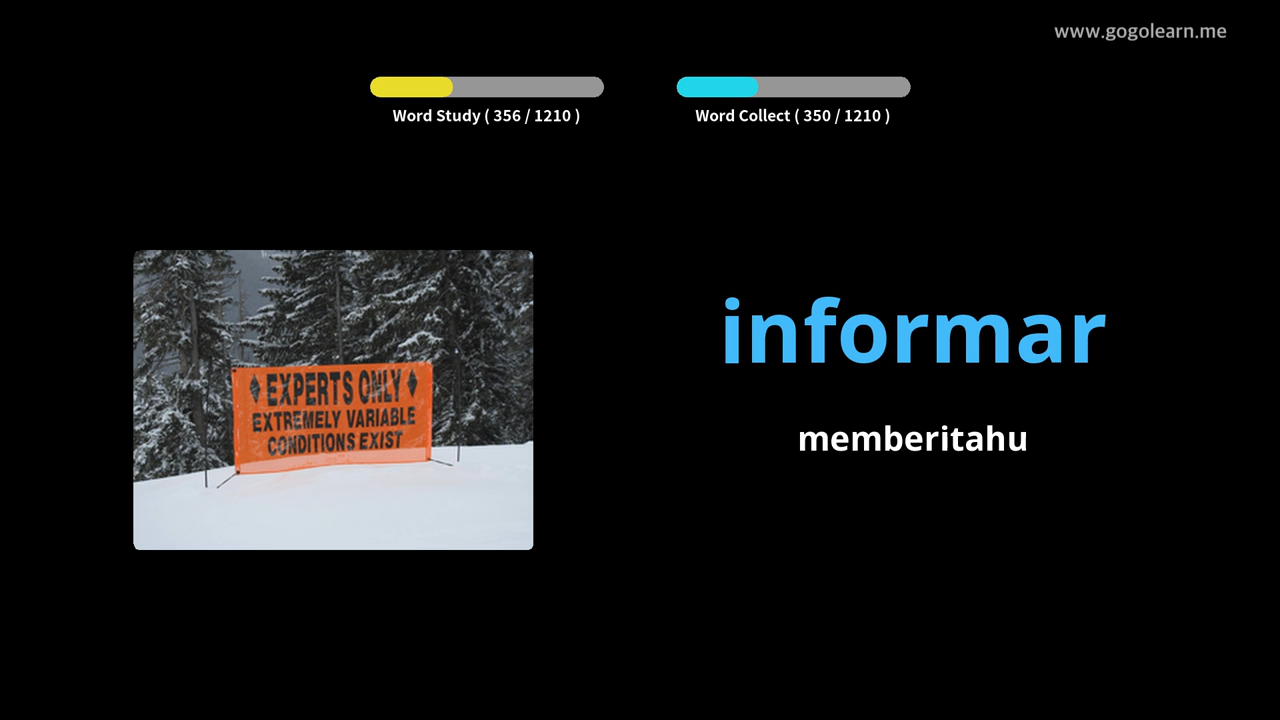 www.gogolearn.me
Word Study ( 356 / 1210 )
Word Collect ( 350 / 1210 )
EXPERTS ONLY
EXTREMELY VARIABLE
CONDITIONS EXIST
informar
memberitahu